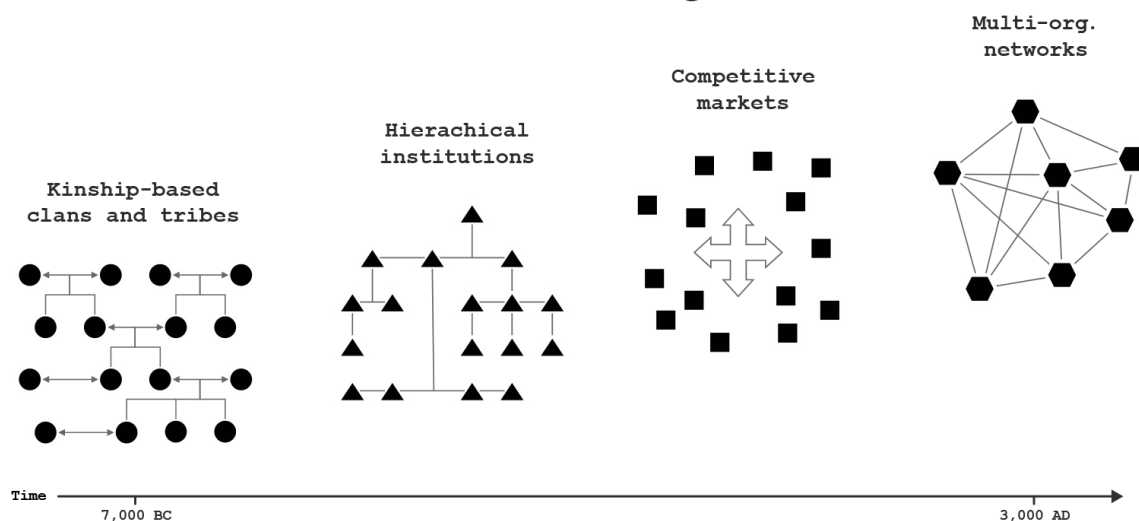 Multi-org.
networks
Competitive
markets
Hierachical
institutions
Kinship-based
clans and tribes
Time
7,000 BC
3,000 AD